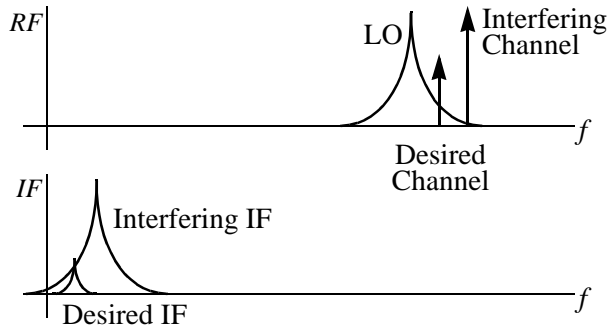 RF
LO
Interfering
Channel
f
Desired
Channel
IF
Interfering IF
f
Desired IF